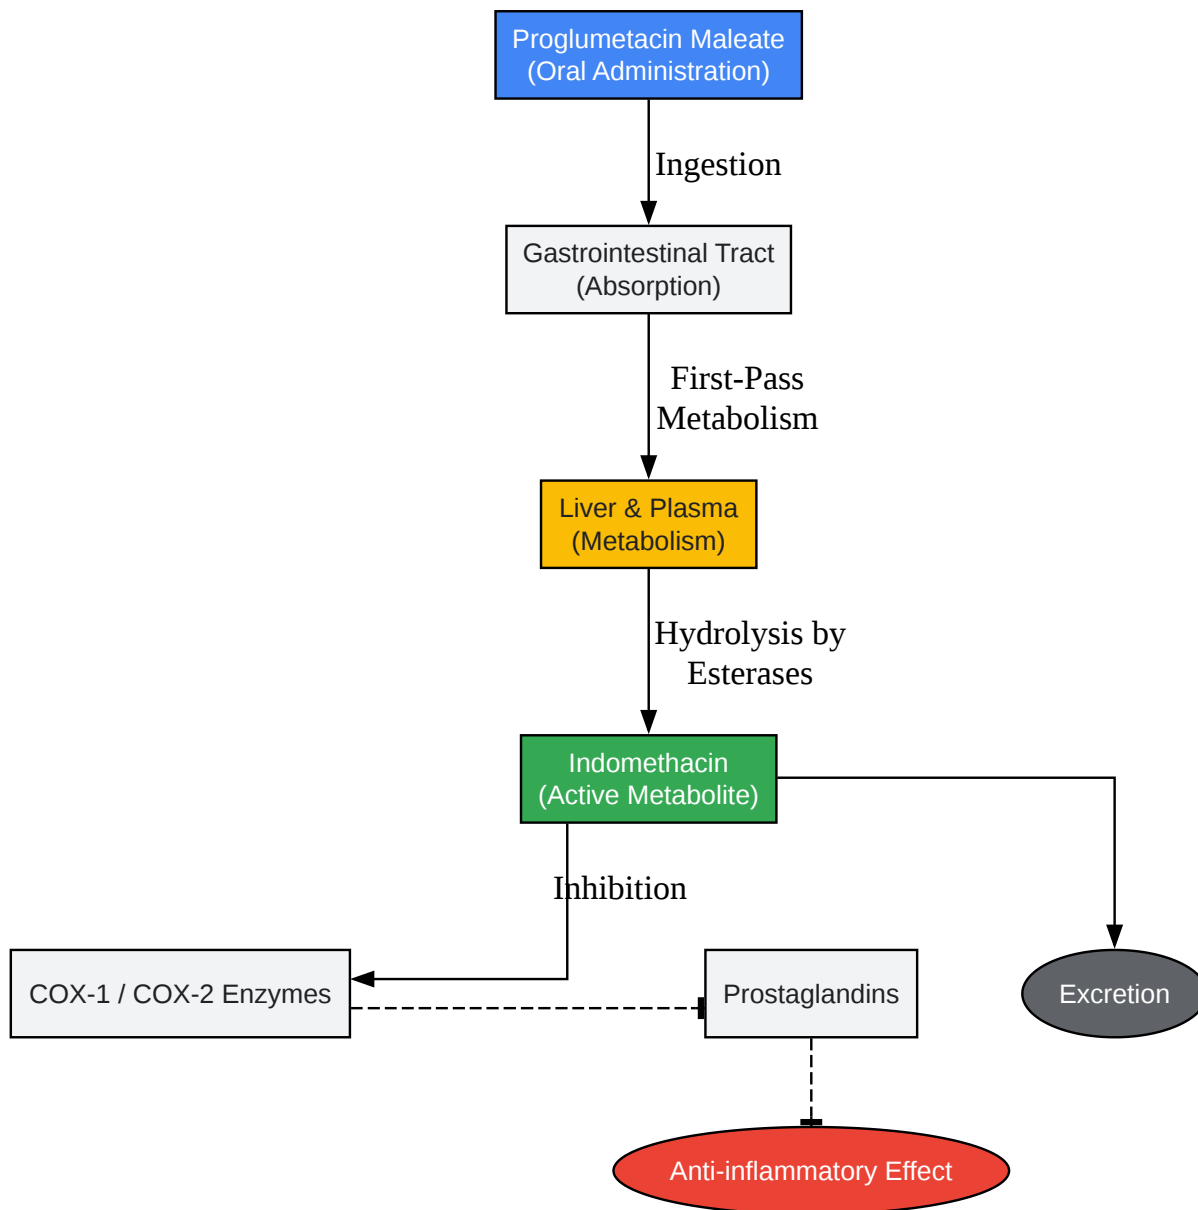 Proglumetacin Maleate
(Oral Administration)
Ingestion
Gastrointestinal Tract
(Absorption)
First-Pass
Metabolism
Liver & Plasma
(Metabolism)
Hydrolysis by
Esterases
Indomethacin
(Active Metabolite)
Inhibition
COX-1 / COX-2 Enzymes
Prostaglandins
Excretion
Anti-inflammatory Effect